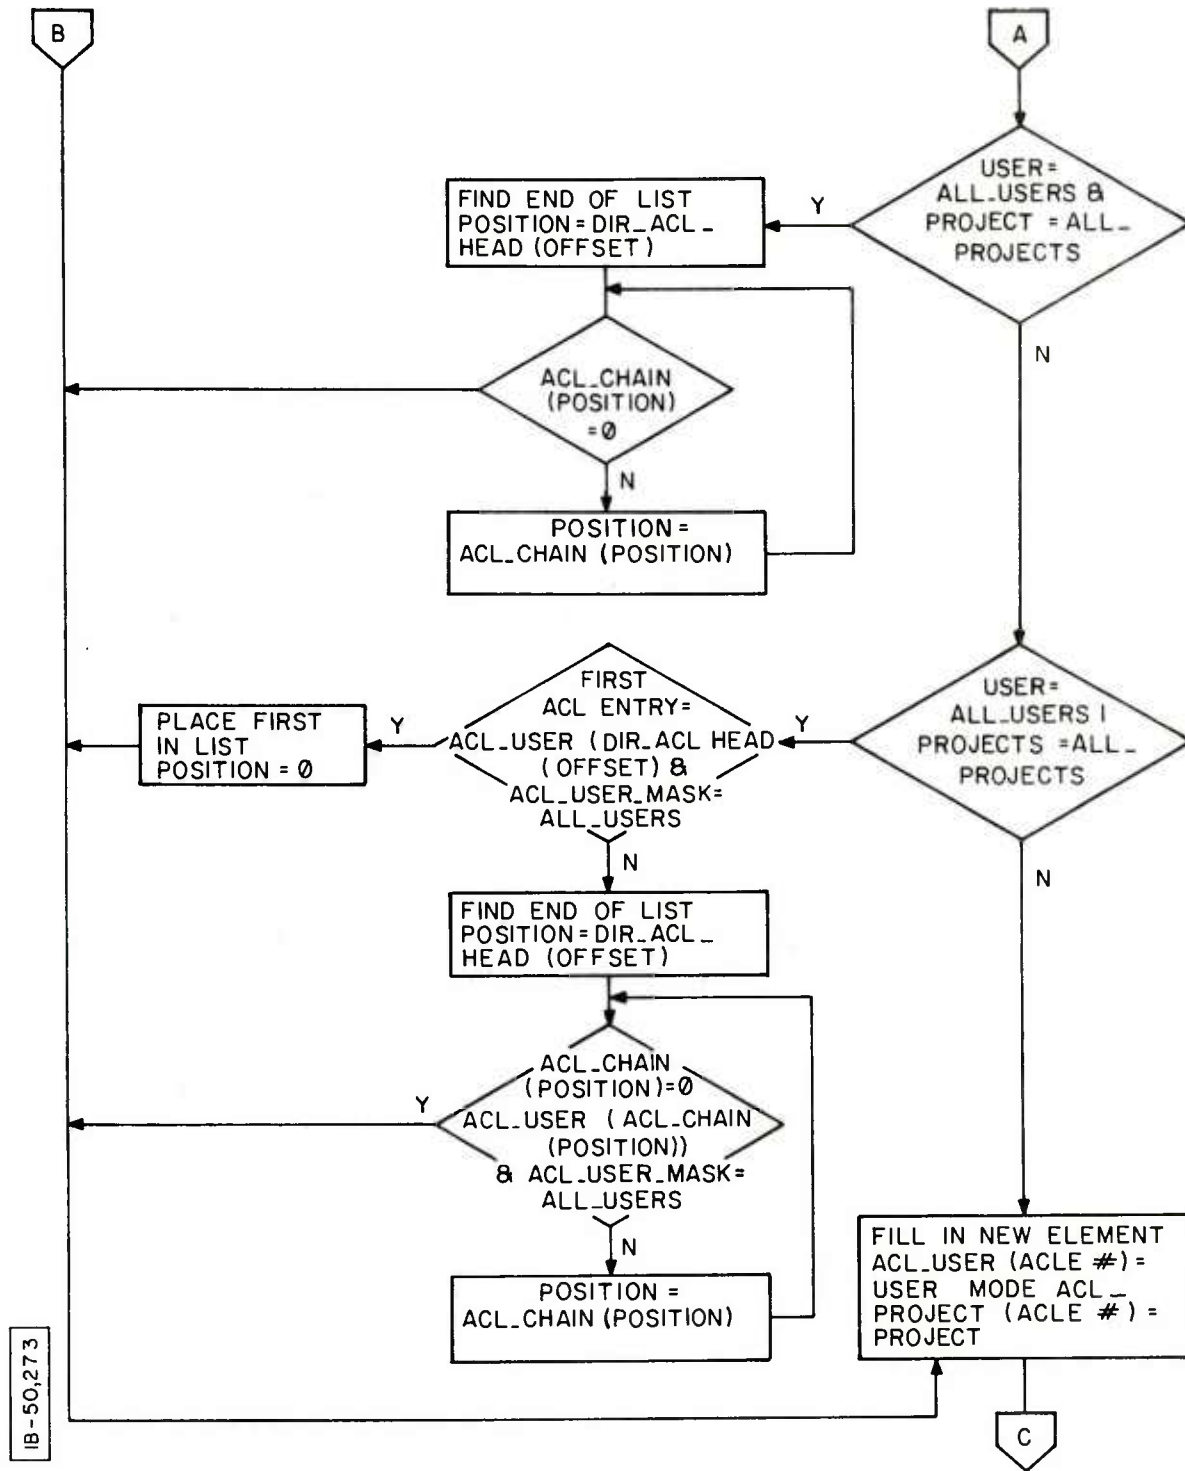 B
A
USER=
ALL_USERS &
PROJECT =ALL_
PROJECTS
Y
N
FIND END OF LIST
POSITION=DIR_ACL_
HEAD (OFFSET)
ACL_CHAIN
(POSITION)
=0
N
POSITION=
ACL_CHAIN (POSITION)
USER=
ALL_USERS |
PROJECTS =ALL_
PROJECTS
Y
N
FIRST
ACL ENTRY=
ACL_USER (DIR_ACL HEAD
(OFFSET) &
ACL_USER_MASK=
ALL_USERS
Y
N
PLACE FIRST
IN LIST
POSITION = 0
FIND END OF LIST
POSITION=DIR_ACL_
HEAD (OFFSET)
ACL_CHAIN
(POSITION)=0
ACL_USER (ACL_CHAIN
(POSITION))
& ACL_USER_MASK=
ALL_USERS
Y
N
POSITION =
ACL_CHAIN (POSITION)
FILL IN NEW ELEMENT
ACL_USER (ACLE #)=
USER MODE ACL_
PROJECT (ACLE #) =
PROJECT
C
IB-50,273